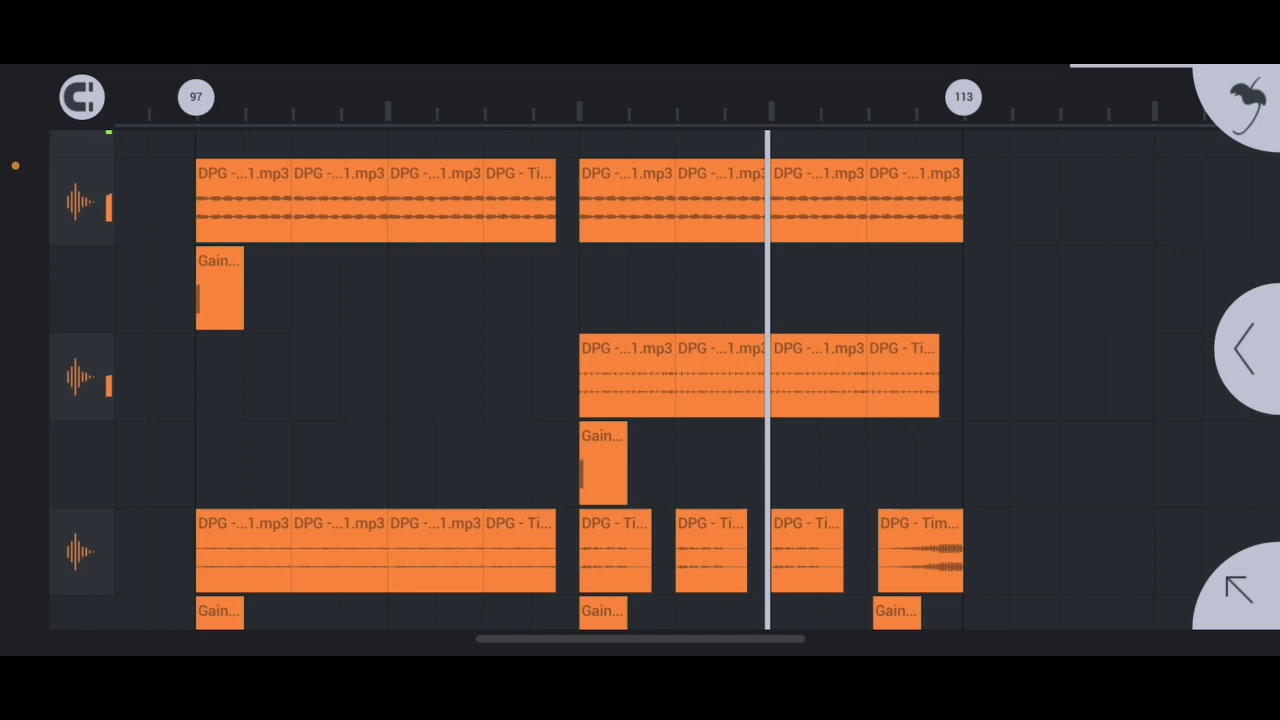 97 113
DPG -...1.mp3 DPG -...1.mp3 DPG -...1.mp3 DPG - Ti... DPG -...1.mp3 DPG -...1.mp3 DPG -...1.mp3 DPG -...1.mp3
Gain...
DPG -...1.mp3 DPG -...1.mp3 DPG -...1.mp3 DPG - Ti...
Gain...
DPG -...1.mp3 DPG -...1.mp3 DPG -...1.mp3 DPG - Ti... DPG - Ti... DPG - Ti... DPG - Ti... DPG - Tim...
Gain... Gain... Gain...